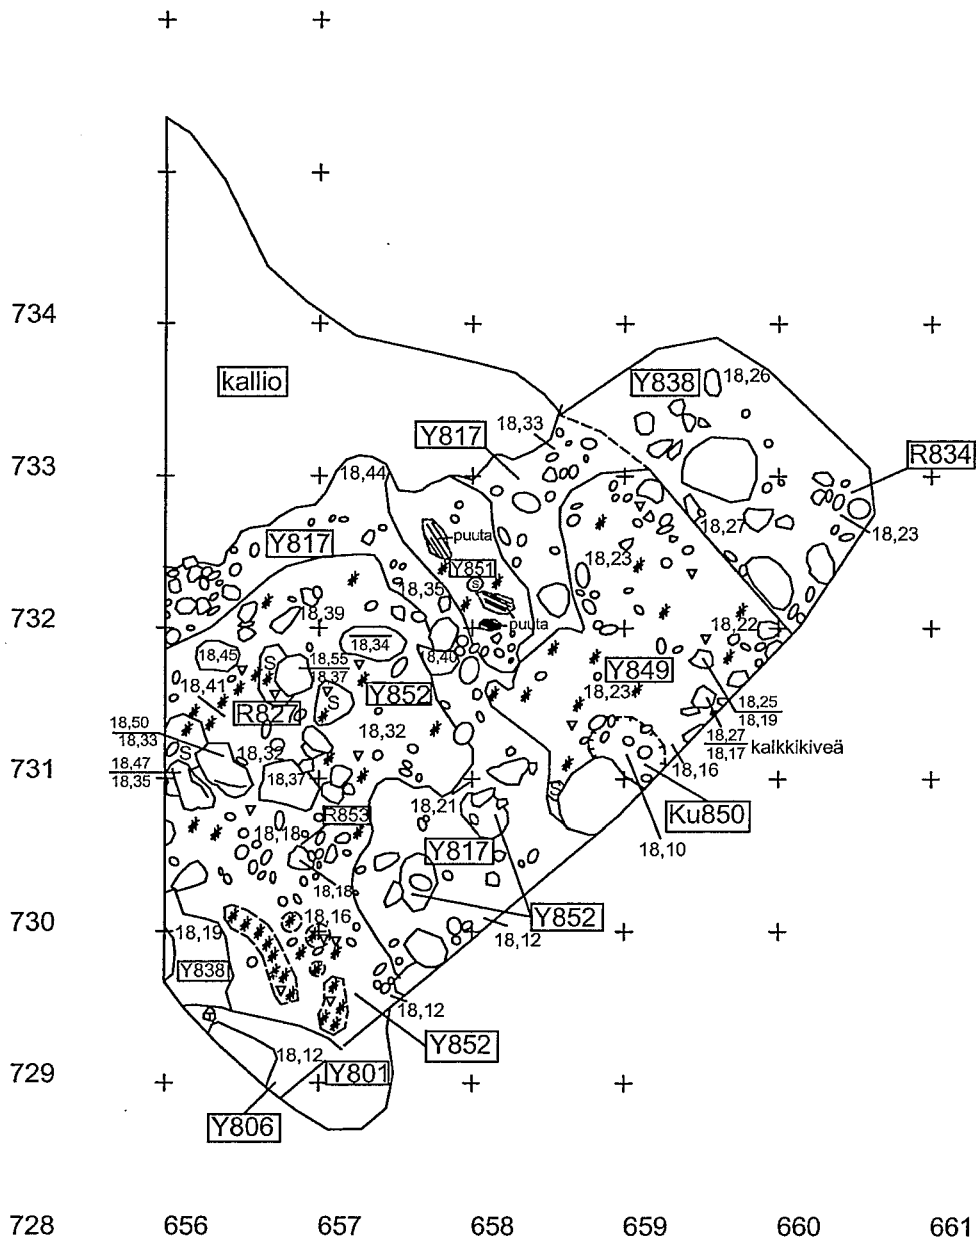 734
kallio
Y838
18,26
18,33
Y817
733
R834
18,44
18,27
18,23
Y817
puuta
Y851
s
18,35
18,23
18,39
puuta
732
18,22
18,34
18,40
18,45
S
18,55
18,37
Y852
Y849
18,41
S
18,23
R827
18,25
18,19
18,50
18,33
S
18,32
18,32
18,27
18,17
kalkkikiveä
18,47
18,35
18,37
18,16
731
18,21
R853
Ku850
18,18
Y817
18,10
18,18
730
18,16
Y852
18,19
18,12
Y838
18,12
Y852
18,12
729
Y801
Y806
728
656
657
658
659
660
661